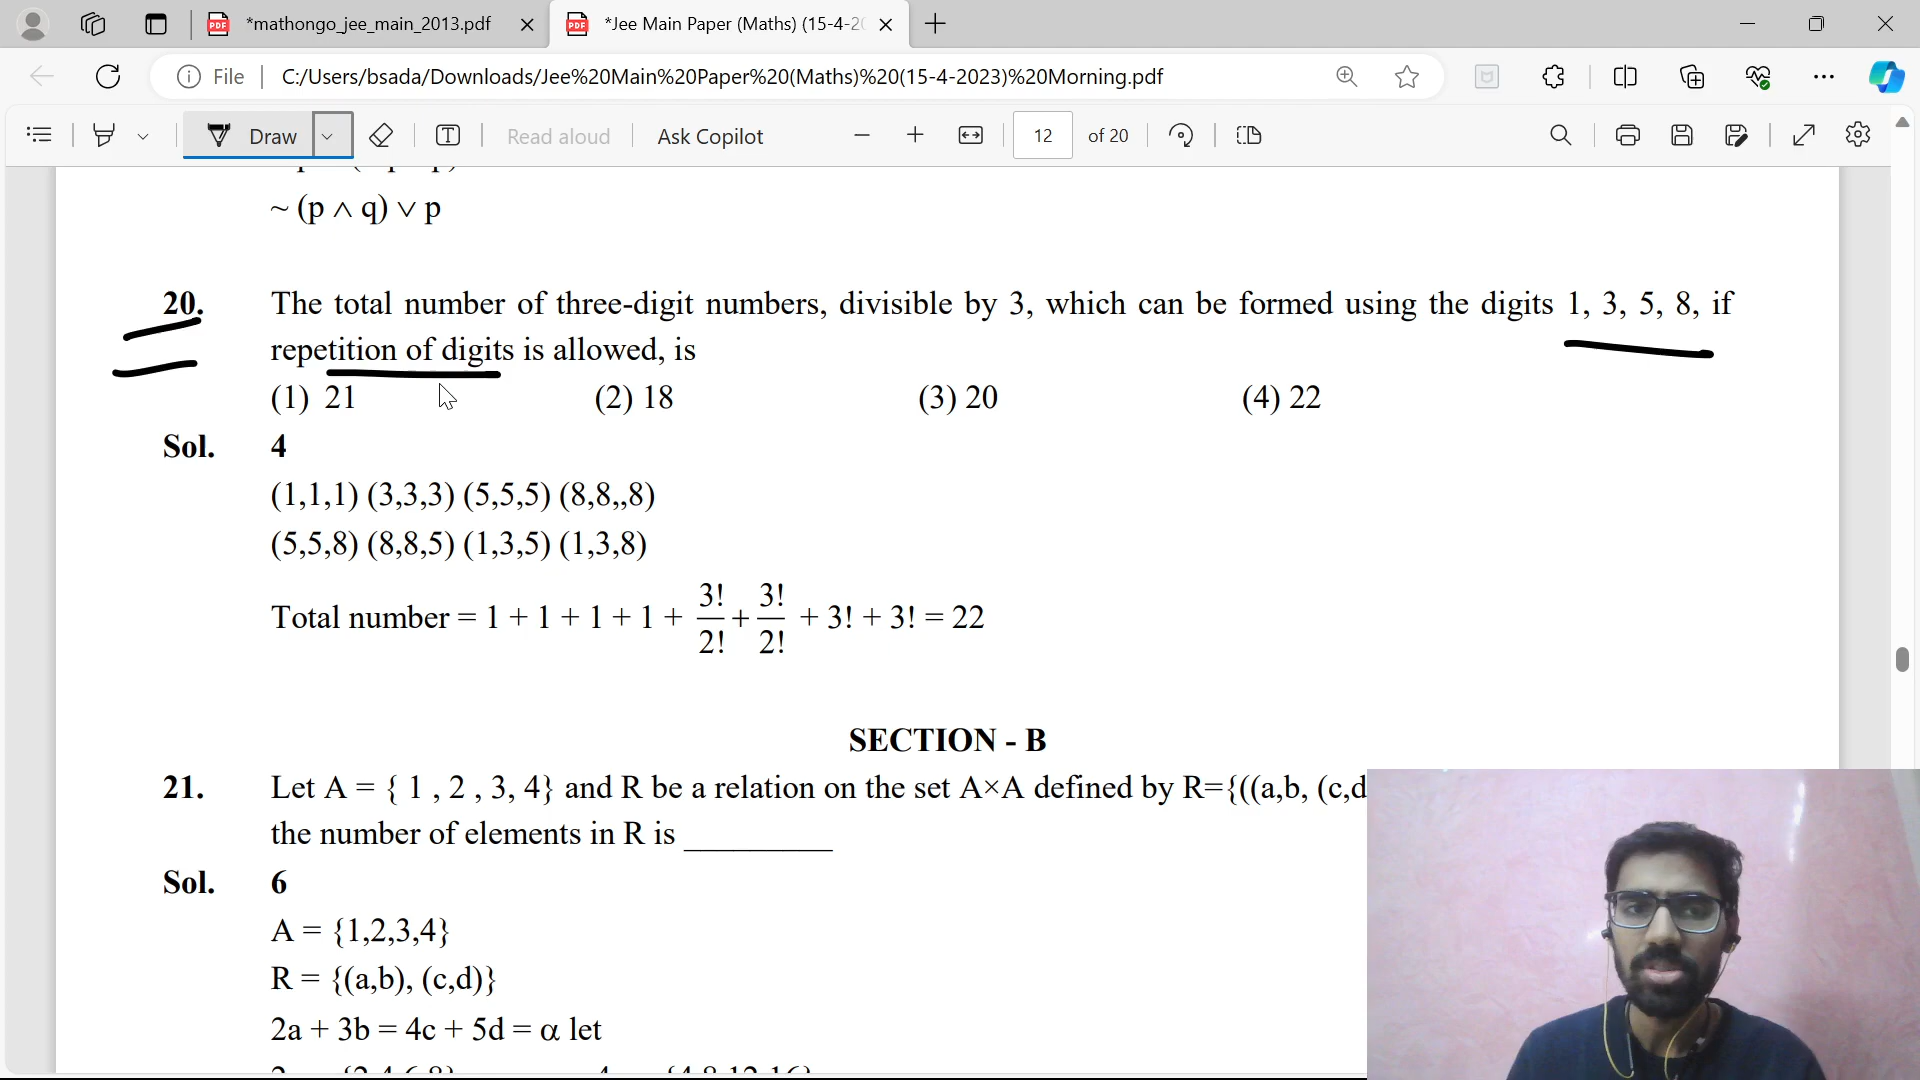 *mathongo_jee_main_2013.pdf
*Jee Main Paper (Maths) (15-4-20
File
C:/Users/bsada/Downloads/Jee%20Main%20Paper%20(Maths)%20(15-4-2023)%20Morning.pdf
Draw
Read aloud
Ask Copilot
12
of 20
~ (p ∧ q) ∨ p
20. The total number of three-digit numbers, divisible by 3, which can be formed using the digits 1, 3, 5, 8, if
repetition of digits is allowed, is
(1) 21 (2) 18 (3) 20 (4) 22
Sol. 4
(1,1,1) (3,3,3) (5,5,5) (8,8,,8)
(5,5,8) (8,8,5) (1,3,5) (1,3,8)
Total number = 1 + 1 + 1 + 1 + 3!/2! + 3!/2! + 3! + 3! = 22
SECTION - B
21. Let A = { 1 , 2 , 3, 4} and R be a relation on the set A×A defined by R={((a,b, (c,d
the number of elements in R is _________
Sol. 6
A = {1,2,3,4}
R = {(a,b), (c,d)}
2a + 3b = 4c + 5d = α let